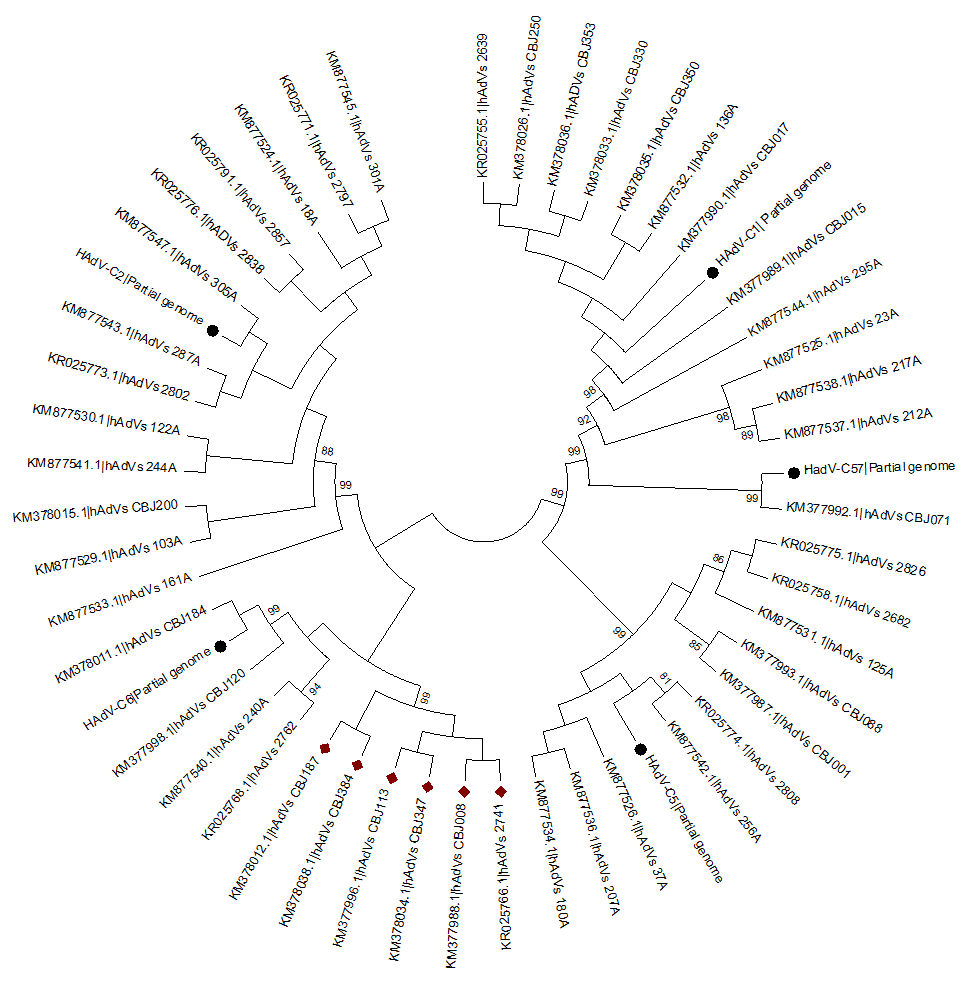 KR025755.1|hAdVs 2639
KM378026.1|hAdVs CBJ250
KM378036.1|hADVs CBJ353
KM378033.1|hAdVs CBJ330
KM378035.1|hAdVs CBJ350
KM877532.1|hAdVs 136A
KM377990.1|hAdVs CBJ017
HAdV-C1| Partial genome
KM377989.1|hAdVs CBJ015
KM877544.1|hAdVs 295A
KM877525.1|hAdVs 23A
KM877538.1|hAdVs 217A
KM877537.1|hAdVs 212A
HadV-C57|Partial genome
KM377992.1|hAdVs CBJ071
KR025775.1|hAdVs 2826
KR025758.1|hAdVs 2682
KM877531.1|hAdVs 125A
KM377993.1|hAdVs CBJ088
KM377987.1|hAdVs CBJ001
KR025774.1|hAdVs 2808
KM877542.1|hAdVs 256A
HAdV-C5|Partial genome
KM877526.1|hAdVs 37A
KM877536.1|hAdVs 207A
KM877534.1|hAdVs 180A
KR025766.1|hAdVs 2741
KM377988.1|hAdVs CBJ008
KM378034.1|hAdVs CBJ347
KM377996.1|hAdVs CBJ113
KM378038.1|hAdVs CBJ384
KM378012.1|hAdVs CBJ187
KR025768.1|hAdVs 2762
KM877540.1|hAdVs 240A
KM377998.1|hAdVs CBJ120
HAdV-C6|Partial genome
KM378011.1|hAdVs CBJ184
KM877533.1|hAdVs 161A
KM877529.1|hAdVs 103A
KM378015.1|hAdVs CBJ200
KM877541.1|hAdVs 244A
KM877530.1|hAdVs 122A
KR025773.1|hAdVs 2802
KM877543.1|hAdVs 287A
HAdV-C2|Partial genome
KM877547.1|hAdVs 305A
KR025776.1|hADVs 2838
KR025791.1|hAdVs 2857
KM877524.1|hAdVs 18A
KR025771.1|hAdVs 2797
KM877545.1|hAdVs 301A
98
92
99
99
98
89
99
86
85
81
99
99
94
99
99
88